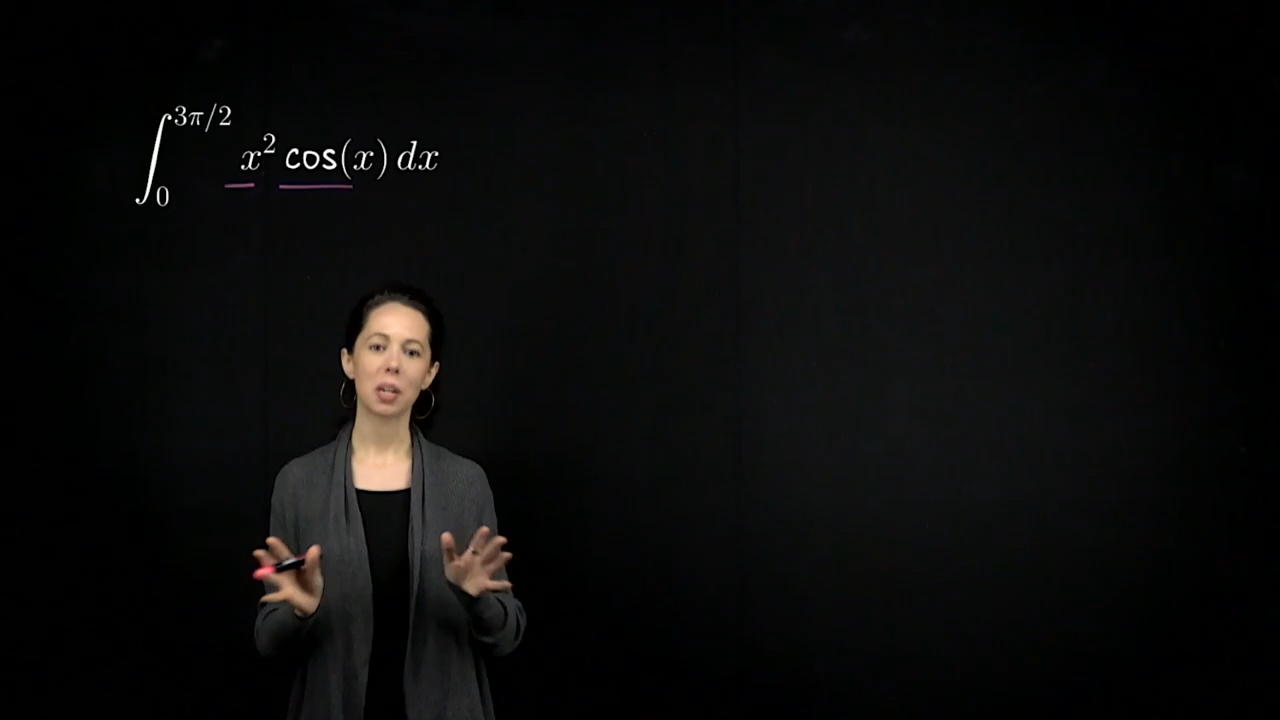 ∫₀^{3π/2} x² cos(x) dx